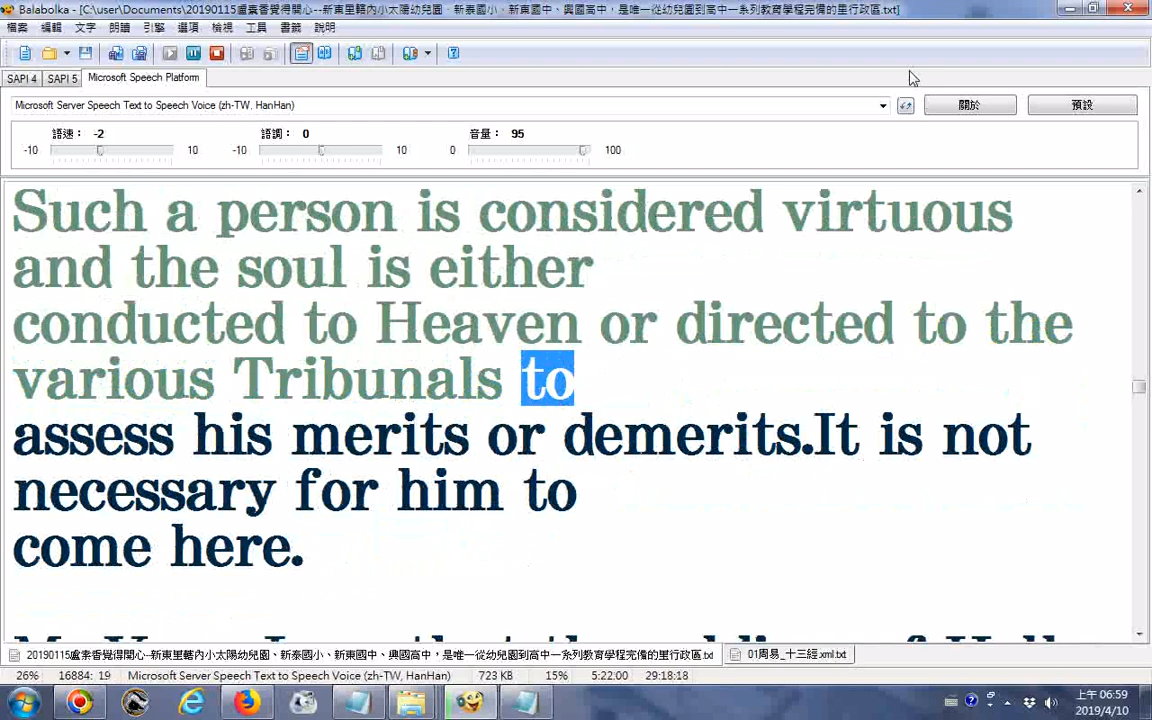 Balabolka - [C:\user\Documents\20190115盧素香覺得開心--新東里轄內小太陽幼兒園、新泰國小、新東國中、興國高中，是唯一從幼兒園到高中一系列教育學程完備的里行政區.txt]
檔案 編輯 文字 朗讀 引擎 選項 檢視 工具 書籤 說明
SAPI 4 SAPI 5 Microsoft Speech Platform
Microsoft Server Speech Text to Speech Voice (zh-TW, HanHan) 關於 預設
語速： -2 語調： 0 音量： 95
-10 10 -10 10 0 100
Such a person is considered virtuous
and the soul is either
conducted to Heaven or directed to the
various Tribunals to
assess his merits or demerits.It is not
necessary for him to
come here.
20190115盧素香覺得開心--新東里轄內小太陽幼兒園、新泰國小、新東國中、興國高中，是唯一從幼兒園到高中一系列教育學程完備的里行政區.txt 01周易_十三經.xml.txt
26% 16884: 19 Microsoft Server Speech Text to Speech Voice (zh-TW, HanHan) 723 KB 15% 5:22:00 29:18:18
上午 06:59
2019/4/10